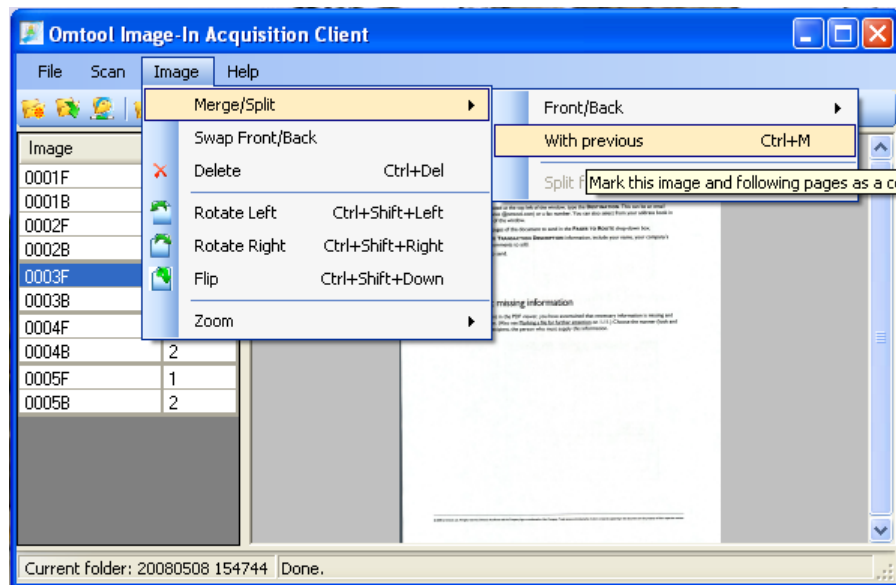 Omtool Image-In Acquisition Client
File Scan Image Help
Merge/Split
Swap Front/Back
Delete Ctrl+Del
Rotate Left Ctrl+Shift+Left
Rotate Right Ctrl+Shift+Right
Flip Ctrl+Shift+Down
Zoom
Front/Back
With previous Ctrl+M
Split f
Mark this image and following pages as a c
Image
0001F
0001B
0002F
0002B
0003F
0003B
0004F
0004B 2
0005F 1
0005B 2
missing information
Current folder: 20080508 154744 Done.